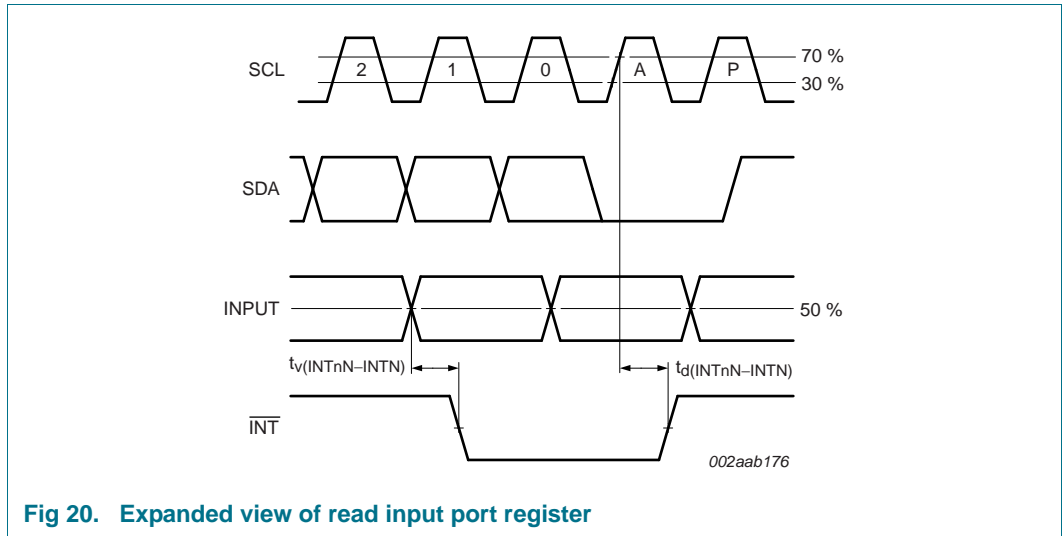 SCL 2 1 0 A P 70 %
30 %
SDA
INPUT 50 %
tv(INTnN–INTN) td(INTnN–INTN)
INT
002aab176
Fig 20. Expanded view of read input port register